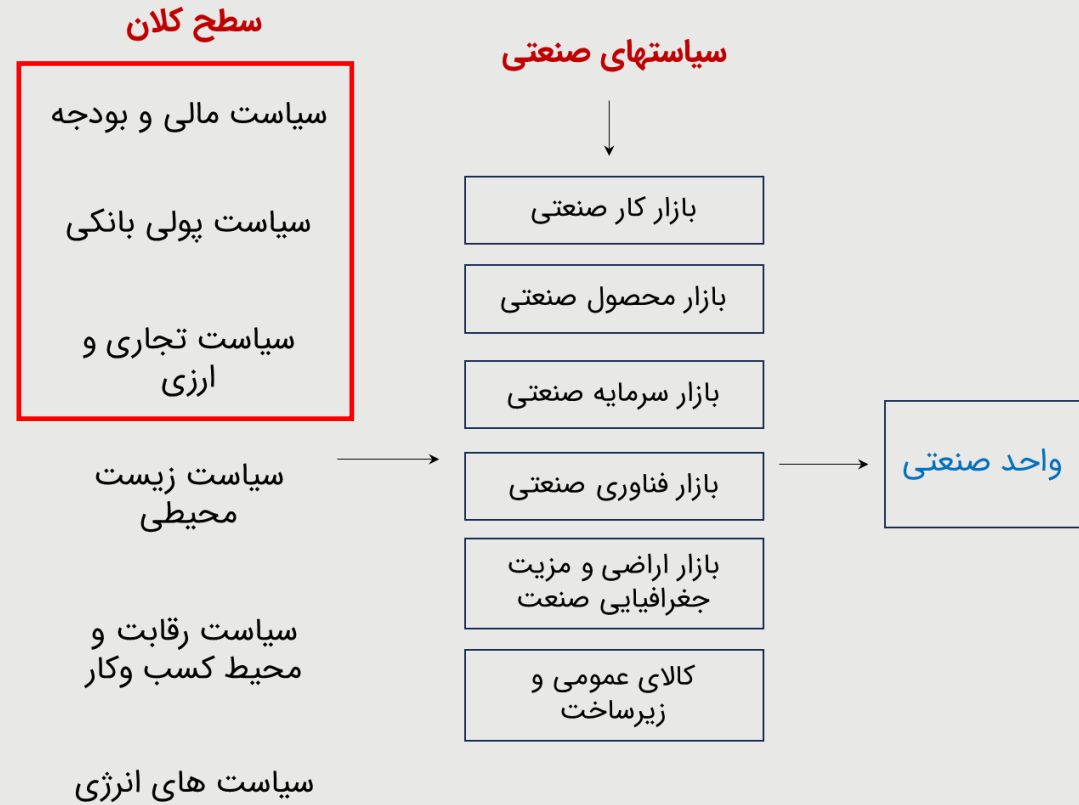 سطح کلان
سیاست مالی و بودجه
سیاست پولی بانکی
سیاست تجاری و
ارزی
سیاست زیست
محیطی
سیاست رقابت و
محیط کسب وکار
سیاست های انرژی
سیاستهای صنعتی
بازار کار صنعتی
بازار محصول صنعتی
بازار سرمایه صنعتی
بازار فناوری صنعتی
بازار اراضی و مزیت
جغرافیایی صنعت
کالای عمومی و
زیرساخت
واحد صنعتی